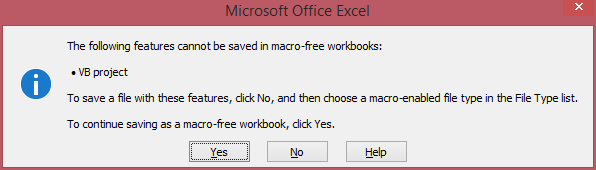 Microsoft Office Excel
The following features cannot be saved in macro-free workbooks:
• VB project
To save a file with these features, click No, and then choose a macro-enabled file type in the File Type list.
To continue saving as a macro-free workbook, click Yes.
Yes No Help